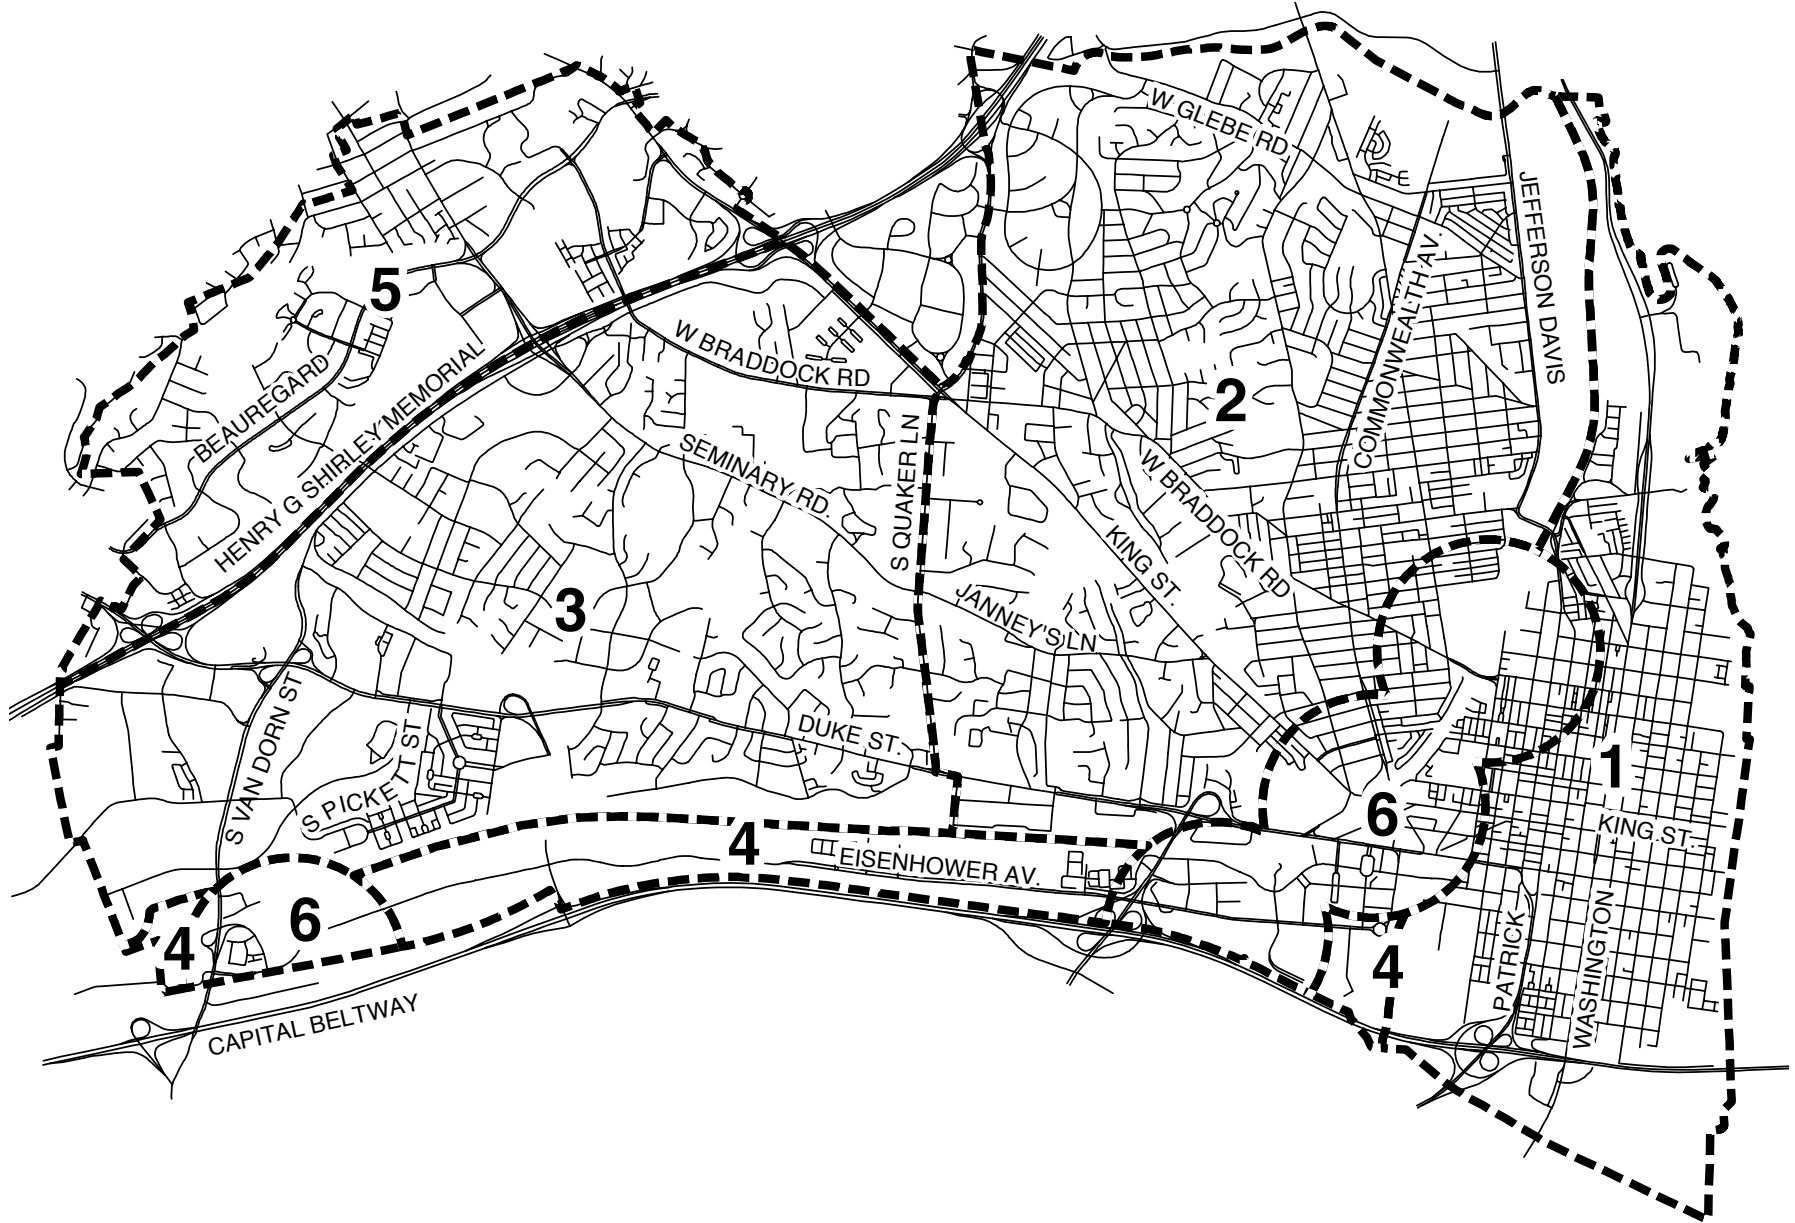 W GLEBE RD
JEFFERSON DAVIS
COMMONWEALTH AV.
5
BEAUREGARD
HENRY G SHIRLEY MEMORIAL
W BRADDOCK RD
2
SEMINARY RD.
S QUAKER LN
W BRADDOCK RD
KING ST.
3
JANNEY'S LN
S VAN DORN ST
S PICKETT ST
DUKE ST.
1
6
KING ST.
4
EISENHOWER AV.
6
4
4
PATRICK
WASHINGTON
CAPITAL BELTWAY